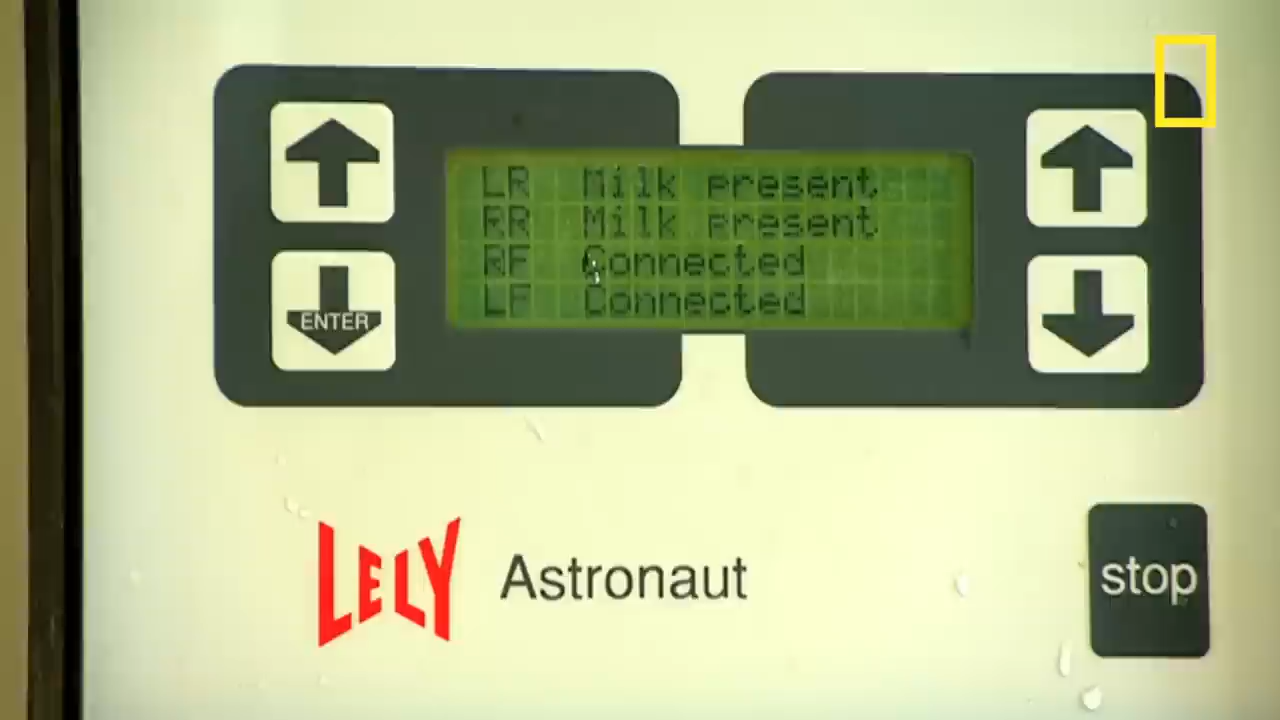 LR Milk present
RR Milk present
RF Connected
LF Connected
ENTER
LELY Astronaut
stop